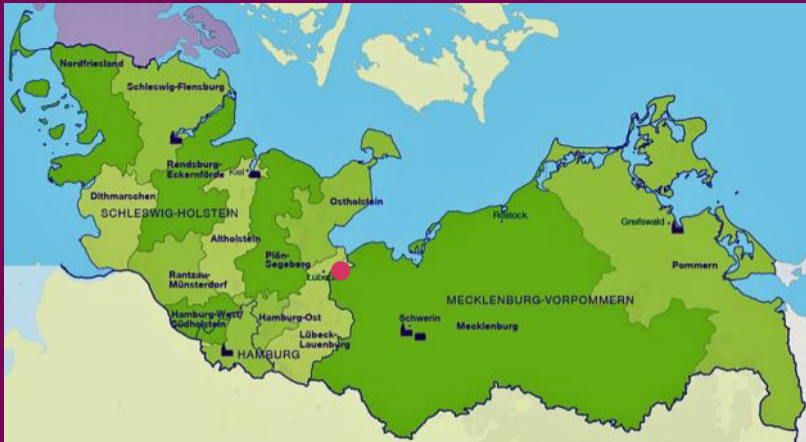 Nordfriesland
Schleswig-Flensburg
Rendsburg-
Eckernförde
Kiel
Dithmarschen
SCHLESWIG-HOLSTEIN
Ostholstein
Altholstein
Plön-
Segeberg
Rantzau-
Münsterdorf
Hamburg-West/
Südholstein
Hamburg-Ost
Lübeck-
Lauenburg
HAMBURG
Rostock
Greifswald
Pommern
MECKLENBURG-VORPOMMERN
Schwerin
Mecklenburg